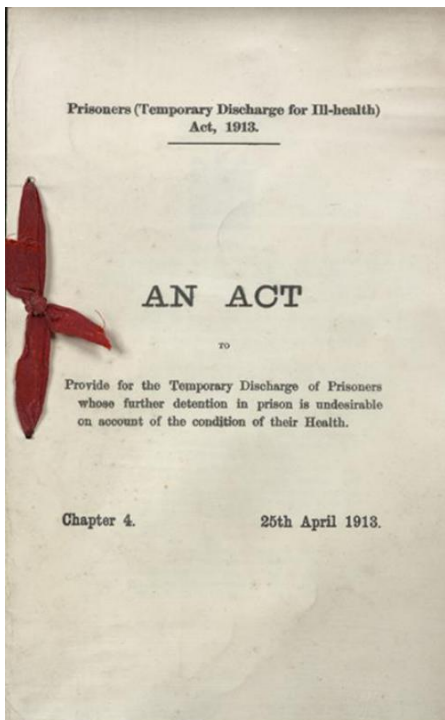 Prisoners (Temporary Discharge for Ill-health)
Act, 1913.
AN ACT
TO
Provide for the Temporary Discharge of Prisoners
whose further detention in prison is undesirable
on account of the condition of their Health.
Chapter 4. 25th April 1913.